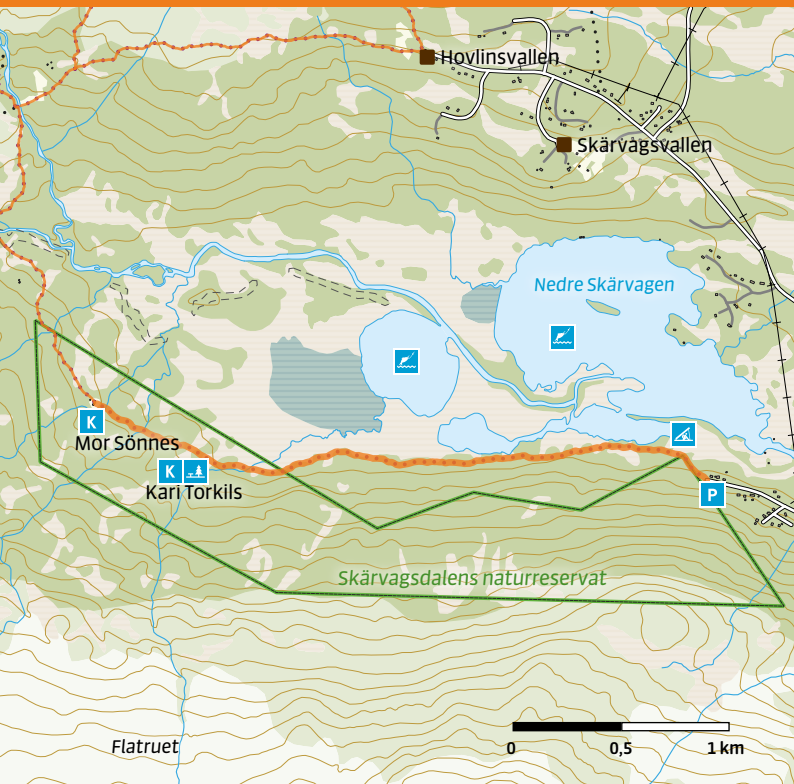 Hovlinsvallen
Skärvagsvallen
Nedre Skärvagen
K
Mor Sönnes
K
Kari Torkils
P
Skärvagsdalens naturreservat
Flatruet
0
0,5
1 km